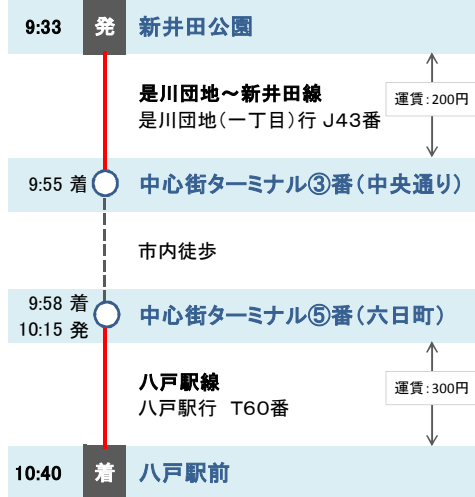 9:33 発 新井田公園
是川団地～新井田線
是川団地（一丁目）行 J43番
運賃：200円
9:55 着 中心街ターミナル③番（中央通り）
市内徒歩
9:58 着
10:15 発
中心街ターミナル⑤番（六日町）
八戸駅線
八戸駅行 T60番
運賃：300円
10:40 着 八戸駅前